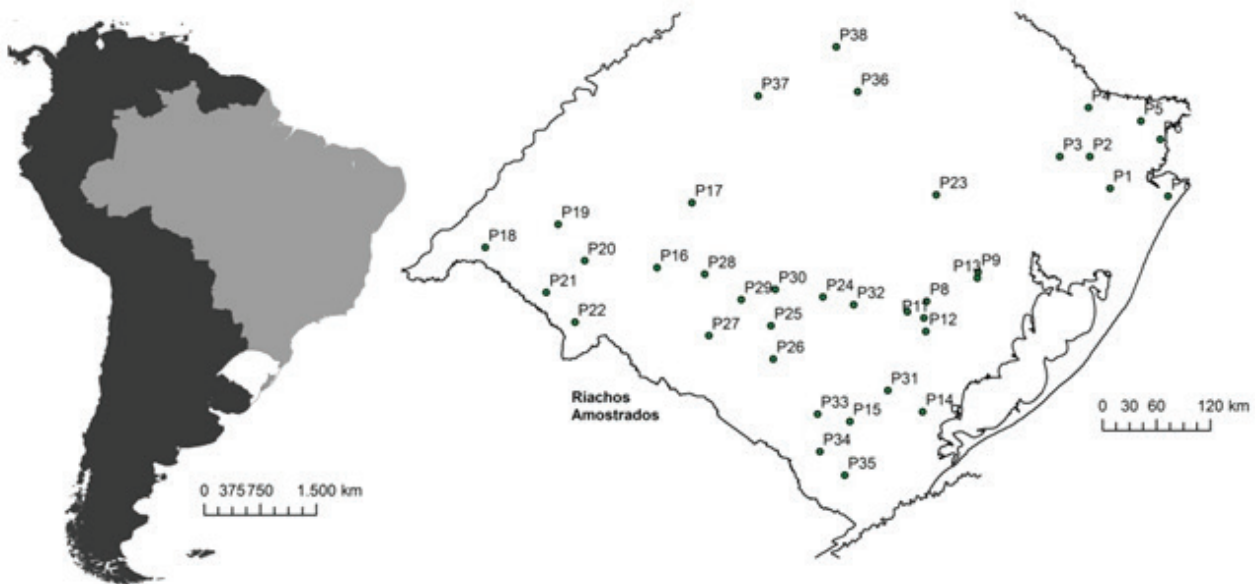 P38
P37
P36
P4
P5
P6
P3
P2
P1
P7
P23
P17
P19
P18
P20
P16
P28
P21
P22
P29
P30
P24
P32
P13
P9
P8
P11
P12
P25
P27
P26
P31
P14
P33
P15
P34
P35
Riachos
Amostrados
0 30 60 120 km
0 375 750 1.500 km